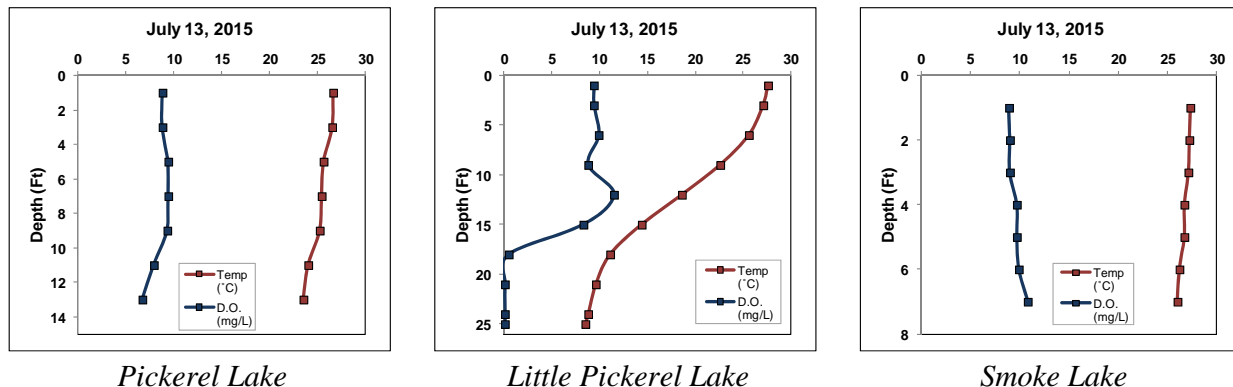 July 13, 2015
0 5 10 15 20 25 30
0
2
4
6
8
10
12
14
Depth (Ft)
Temp
(˚C)
D.O.
(mg/L)
Pickerel Lake
July 13, 2015
0 5 10 15 20 25 30
0
5
10
15
20
25
Depth (Ft)
Temp
(˚C)
D.O.
(mg/L)
Little Pickerel Lake
July 13, 2015
0 5 10 15 20 25 30
0
2
4
6
8
Depth (Ft)
Temp
(˚C)
D.O.
(mg/L)
Smoke Lake